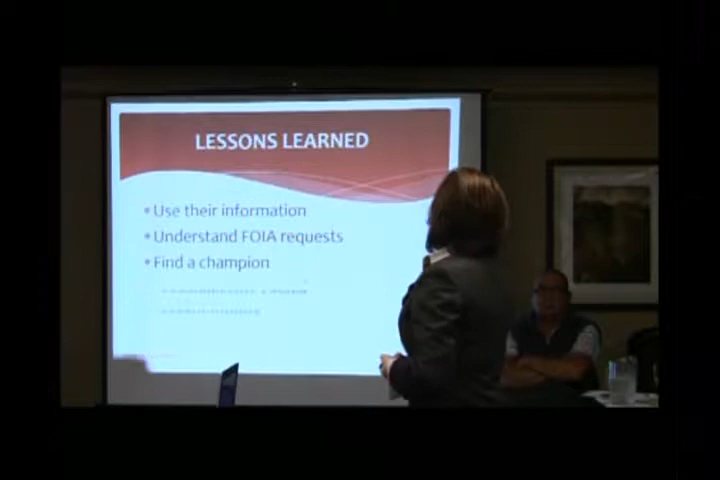 LESSONS LEARNED
Use their information
Understand FOIA requests
Find a champion